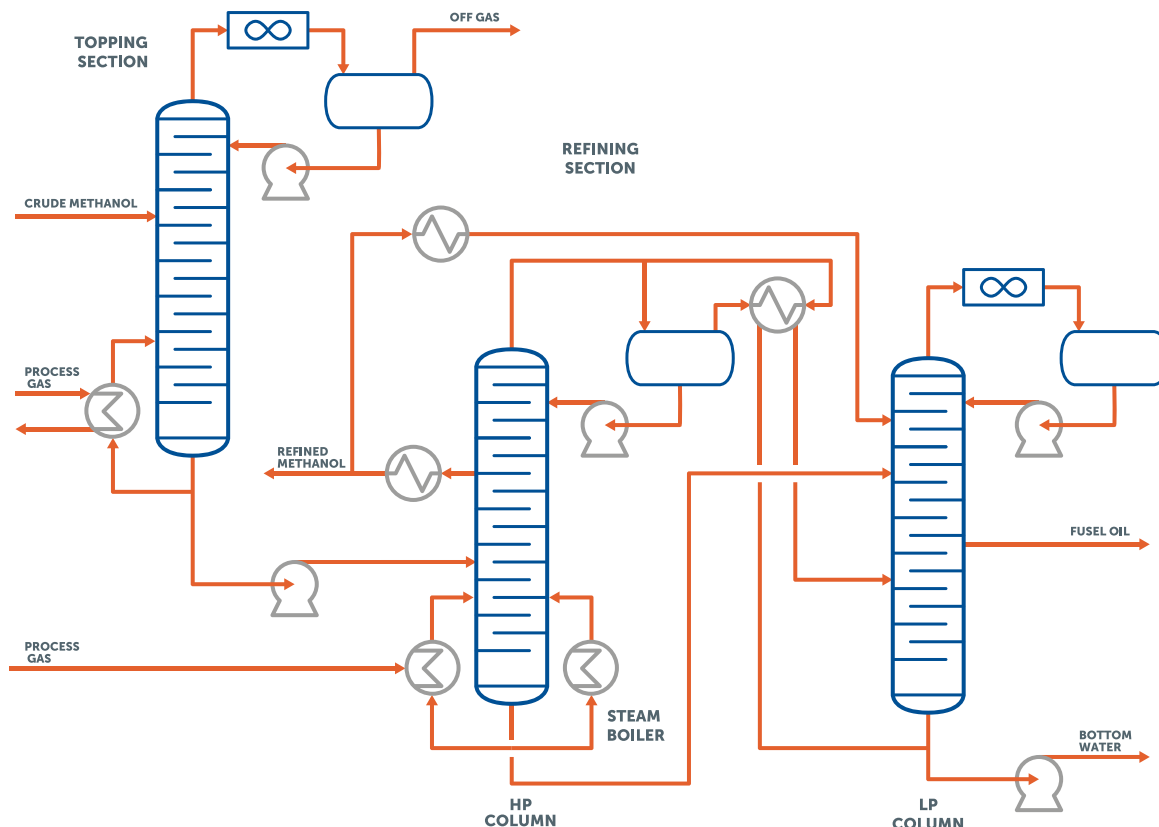 OFF GAS
TOPPING
SECTION
REFINING
SECTION
CRUDE METHANOL
PROCESS
GAS
REFINED
METHANOL
FUSEL OIL
PROCESS
GAS
STEAM
BOILER
BOTTOM
WATER
HP
COLUMN
LP
COLUMN